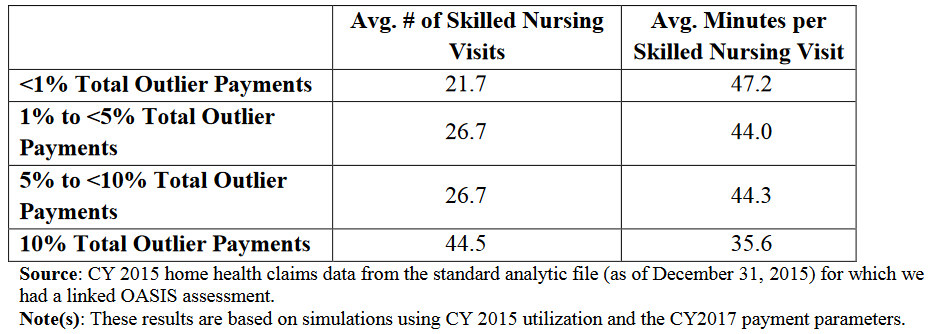 Avg. # of Skilled Nursing Visits
Avg. Minutes per Skilled Nursing Visit
<1% Total Outlier Payments 21.7 47.2
1% to <5% Total Outlier Payments 26.7 44.0
5% to <10% Total Outlier Payments 26.7 44.3
10% Total Outlier Payments 44.5 35.6
Source: CY 2015 home health claims data from the standard analytic file (as of December 31, 2015) for which we
had a linked OASIS assessment.
Note(s): These results are based on simulations using CY 2015 utilization and the CY2017 payment parameters.